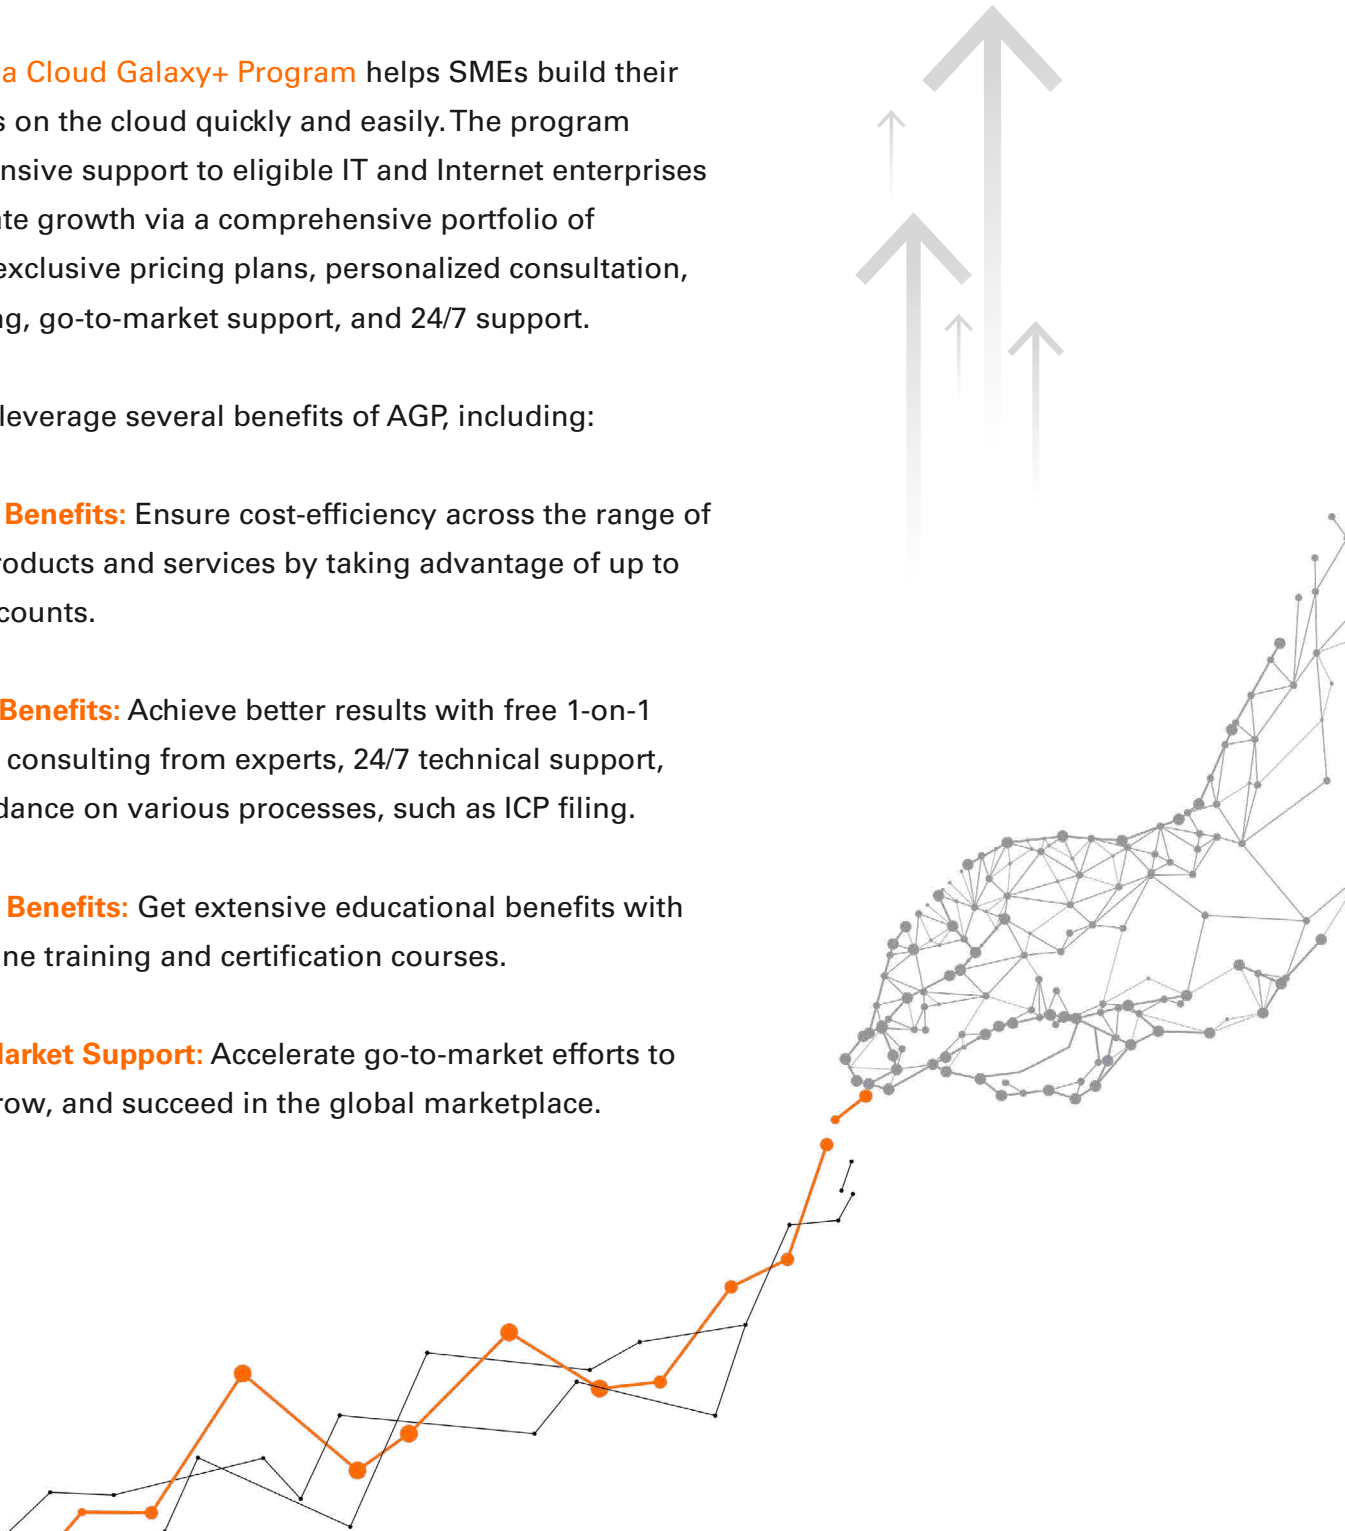 a Cloud Galaxy+ Program helps SMEs build their
s on the cloud quickly and easily. The program
nsive support to eligible IT and Internet enterprises
te growth via a comprehensive portfolio of
exclusive pricing plans, personalized consultation,
ng, go-to-market support, and 24/7 support.
leverage several benefits of AGP, including:
Benefits: Ensure cost-efficiency across the range of
roducts and services by taking advantage of up to
counts.
Benefits: Achieve better results with free 1-on-1
consulting from experts, 24/7 technical support,
dance on various processes, such as ICP filing.
Benefits: Get extensive educational benefits with
ne training and certification courses.
Market Support: Accelerate go-to-market efforts to
row, and succeed in the global marketplace.